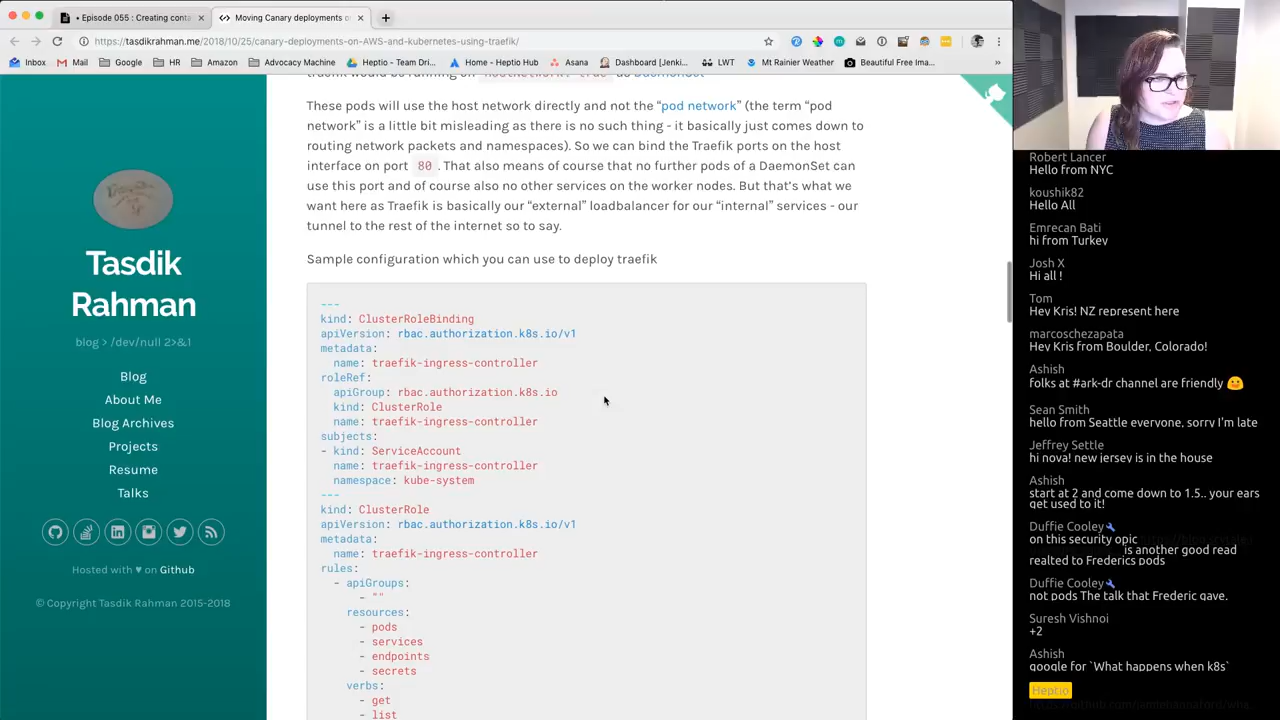 • Episode 055 : Creating conta
Moving Canary deployments o
https://tasdikrahman.me/2018/10/25/canary-deployments-on-AWS-and-kubernetes-using-traefik/
Inbox
Mail
Google
HR
Amazon
Advocacy Machine
Heptio - Heptio Eve...
Home - Heptio Hub
Asana
Dashboard [Jenki...
LWT
Mt Rainier Weather
Beautiful Free Ima...
Tasdik
Rahman
blog > /dev/null 2>&1
Blog
About Me
Blog Archives
Projects
Resume
Talks
Hosted with ♥ on Github
© Copyright Tasdik Rahman 2015-2018
traefik would be running on hostNetwork: true as DaemonSet
These pods will use the host network directly and not the “pod network” (the term “pod
network” is a little bit misleading as there is no such thing - it basically just comes down to
routing network packets and namespaces). So we can bind the Traefik ports on the host
interface on port 80 . That also means of course that no further pods of a DaemonSet can
use this port and of course also no other services on the worker nodes. But that’s what we
want here as Traefik is basically our “external” loadbalancer for our “internal” services - our
tunnel to the rest of the internet so to say.
Sample configuration which you can use to deploy traefik
---
kind: ClusterRoleBinding
apiVersion: rbac.authorization.k8s.io/v1
metadata:
name: traefik-ingress-controller
roleRef:
apiGroup: rbac.authorization.k8s.io
kind: ClusterRole
name: traefik-ingress-controller
subjects:
- kind: ServiceAccount
name: traefik-ingress-controller
namespace: kube-system
---
kind: ClusterRole
apiVersion: rbac.authorization.k8s.io/v1
metadata:
name: traefik-ingress-controller
rules:
- apiGroups:
- ""
resources:
- pods
- services
- endpoints
- secrets
verbs:
- get
- list
Robert Lancer
Hello from NYC
koushik82
Hello All
Emrecan Bati
hi from Turkey
Josh X
Hi all !
Tom
Hey Kris! NZ represent here
marcoschezapata
Hey Kris from Boulder, Colorado!
Ashish
folks at #ark-dr channel are friendly
Sean Smith
hello from Seattle everyone, sorry I'm late
Jeffrey Settle
hi nova! new jersey is in the house
Ashish
start at 2 and come down to 1.5.. your ears
get used to it!
Duffie Cooley
on this security opic
is another good read
realted to Frederics pods
Duffie Cooley
not pods The talk that Frederic gave.
Suresh Vishnoi
+2
Ashish
google for `What happens when k8s`
Heptio